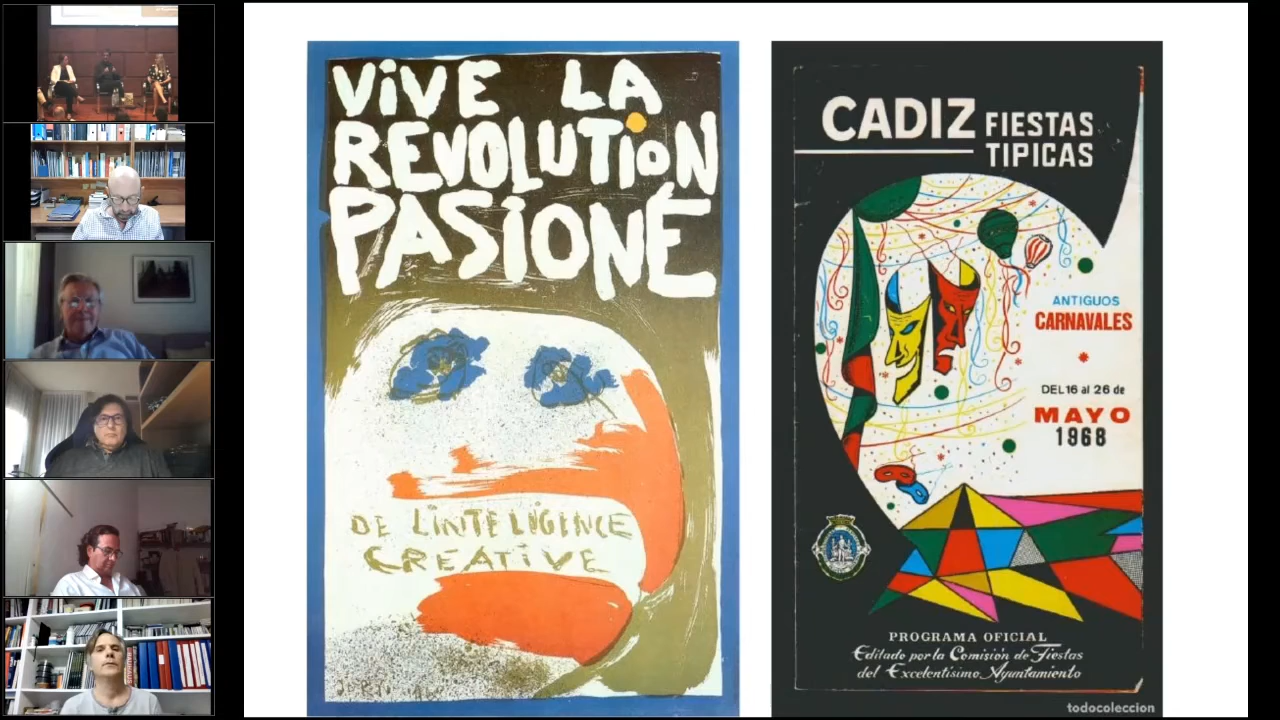 ViVE LA
REVOLUTiON
PASiONÉ
DE L'iNTELIGENCE
CREATiVE
CADIZ FIESTAS
TIPICAS
ANTIGUOS
CARNAVALES
DEL 16 al 26 de
MAYO
1968
PROGRAMA OFICIAL
Editado por la Comisión de Fiestas
del Excelentísimo Ayuntamiento
todocoleccion